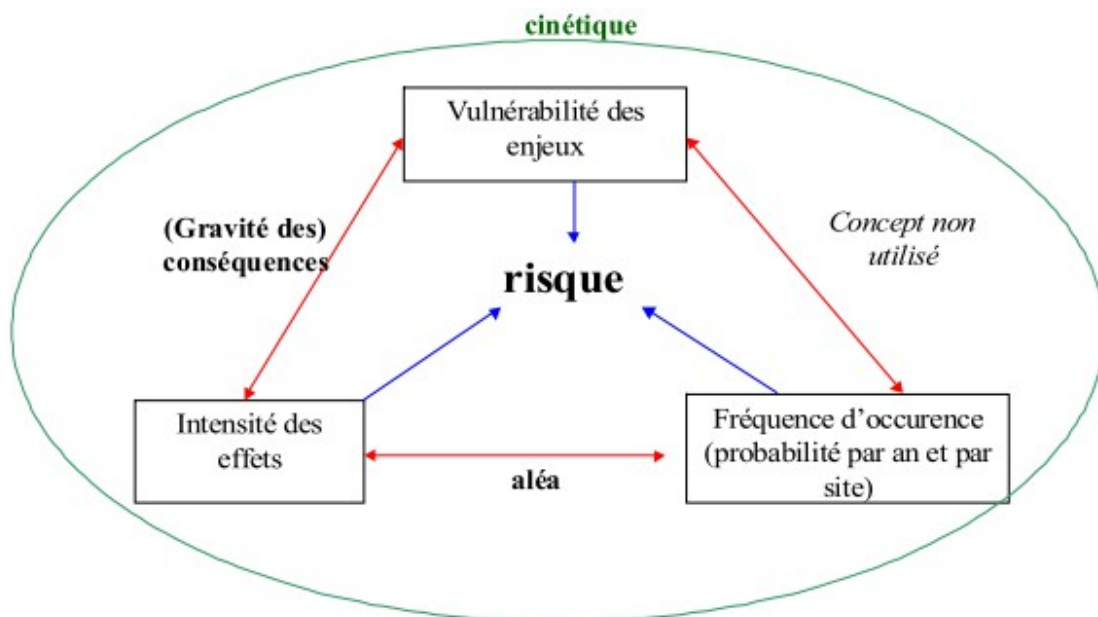 cinétique
Vulnérabilité des
enjeux
(Gravité des)
conséquences
Concept non
utilisé
risque
Intensité des
effets
aléa
Fréquence d'occurence
(probabilité par an et par
site)